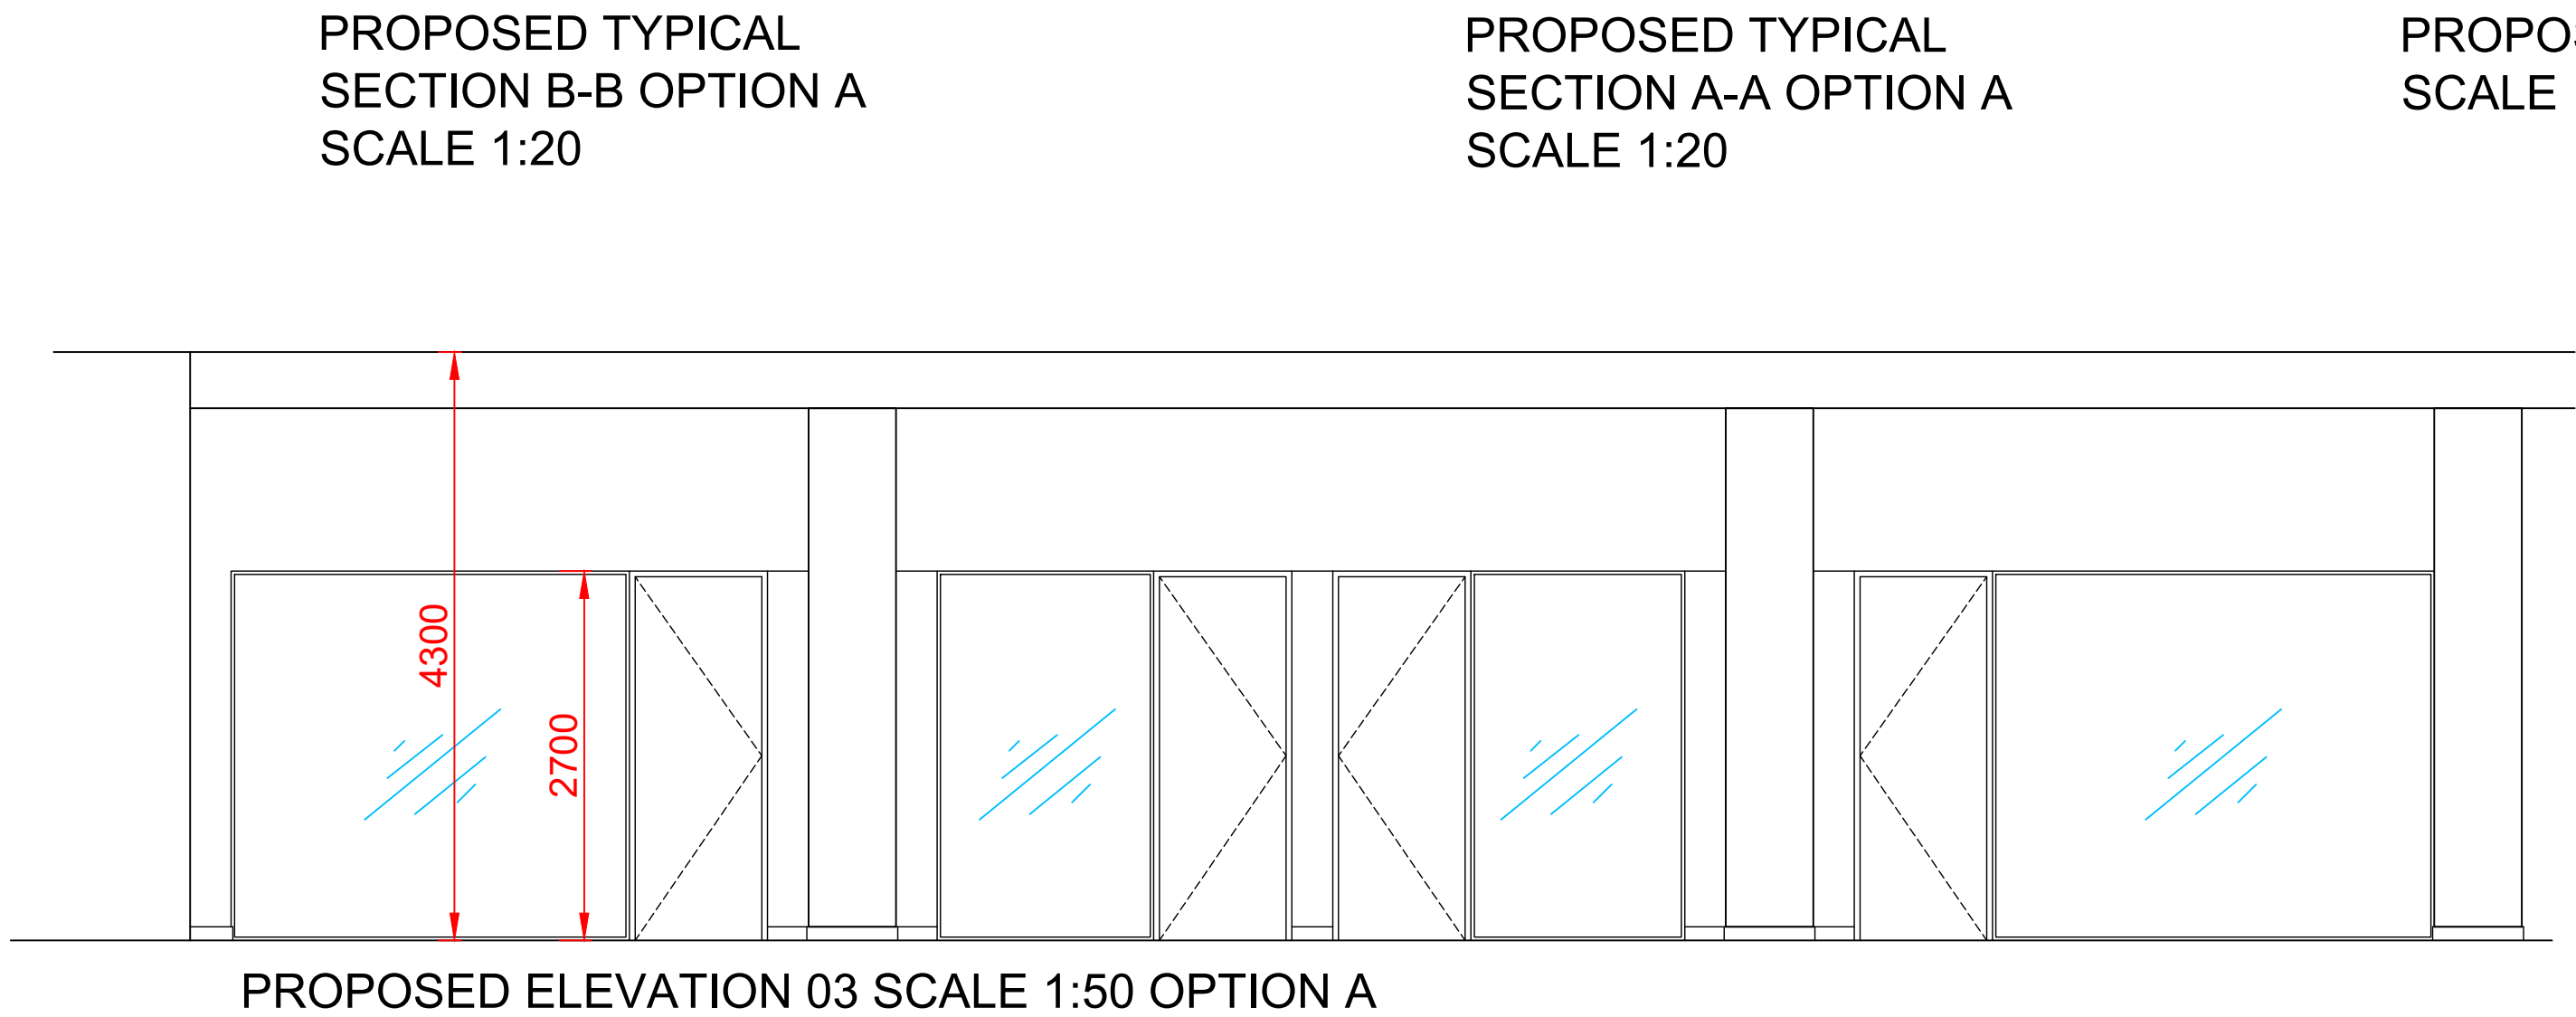 PROPOSED TYPICAL
SECTION B-B OPTION A
SCALE 1:20
PROPOSED TYPICAL
SECTION A-A OPTION A
SCALE 1:20
SCALE
4300
2700
PROPOSED ELEVATION 03 SCALE 1:50 OPTION A